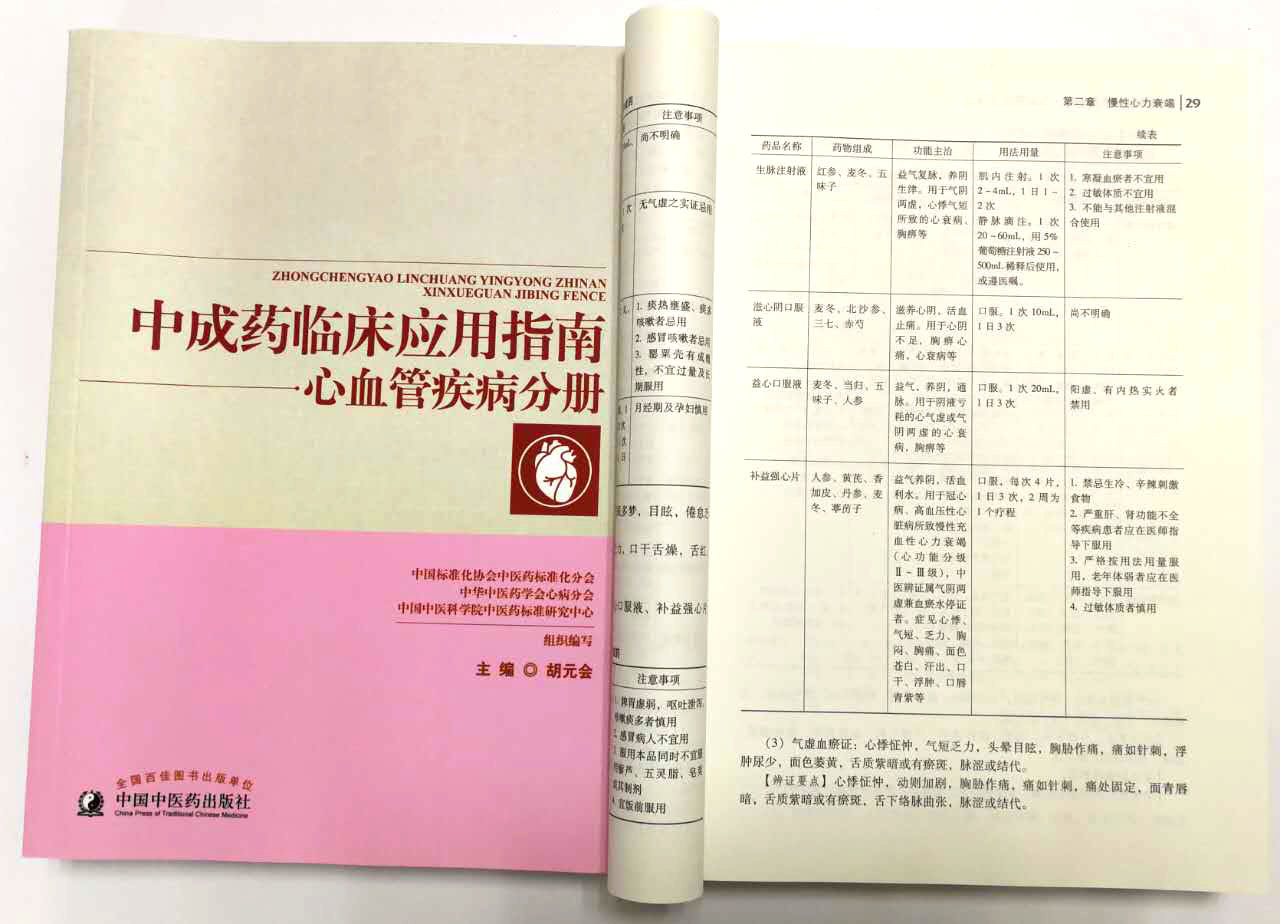 ZHONGCHENGYAO LINCHUANG YINGYONG ZHINAN
XINXUEGUAN JIBING FENCE
中成药临床应用指南
心血管疾病分册
中国标准化协会中医药标准化分会
中华中医药学会心病分会
中国中医科学院中医药标准研究中心
组织编写
主 编 ◎ 胡元会
全国百佳图书出版单位
中国中医药出版社
China Press of Traditional Chinese Medicine
注意事项
尚不明确
无气虚之实证忌用
1. 痰热壅盛、痰多
咳嗽者忌用
2. 感冒咳嗽者忌用
3. 罂粟壳有成瘾
性，不宜过量及长
期服用
月经期及孕妇慎用
多梦，目眩，倦怠乏
口干舌燥，舌红
口服液、补益强心片
注意事项
1. 脾胃虚弱，呕吐泄泻，
咳嗽痰多者慎用
2. 感冒病人不宜用
3. 服用本品同时不宜服
藜芦、五灵脂、皂荚
或其制剂
4. 宜饭前服用
第二章 慢性心力衰竭 29
续表
药品名称 药物组成 功能主治 用法用量 注意事项
生脉注射液
红参、麦冬、五
味子
益气复脉，养阴
生津。用于气阴
两虚，心悸气短
所致的心衰病、
胸痹等
肌内注射。1 次
2～4mL，1 日 1～
2次
静脉滴注。1 次
20～60mL，用 5%
葡萄糖注射液 250～
500mL 稀释后使用，
或遵医嘱。
1. 寒凝血瘀者不宜用
2. 过敏体质不宜用
3. 不能与其他注射液混
合使用
滋心阴口服
液
麦冬、北沙参、
三七、赤芍
滋养心阴，活血
止痛。用于心阴
不足，胸痹心
痛，心衰病等
口服。1 次 10mL，
1 日 3 次
尚不明确
益心口服液
麦冬、当归、五
味子、人参
益气、养阴，通
脉。用于阴液亏
耗的心气虚或气
阴两虚的心衰
病，胸痹等
口服。1 次 20mL，
1 日 3 次
阳虚、有内热实火者
禁用
补益强心片
人参、黄芪、香
加皮、丹参、麦
冬、葶苈子
益气养阴，活血
利水。用于冠心
病、高血压性心
脏病所致慢性充
血性心力衰竭
（心功能分级
Ⅱ～Ⅲ级），中
医辨证属气阴两
虚兼血瘀水停证
者。症见心悸、
气短、乏力、胸
闷、胸痛、面色
苍白、汗出、口
干、浮肿、口唇
青紫等
口服，每次 4 片，
1 日 3 次，2 周为
1 个疗程
1. 禁忌生冷、辛辣刺激
食物
2. 严重肝、肾功能不全
等疾病患者应在医师指
导下服用
3. 严格按用法用量服
用，老年体弱者应在医
师指导下服用
4. 过敏体质者慎用
（3）气虚血瘀证：心悸怔忡，气短乏力，头晕目眩，胸胁作痛，痛如针刺，浮
肿尿少，面色萎黄，舌质紫暗或有瘀斑，脉涩或结代。
【辨证要点】心悸怔忡，动则加剧，胸胁作痛，痛如针刺，痛处固定，面青唇
暗，舌质紫暗或有瘀斑，舌下络脉曲张，脉涩或结代。